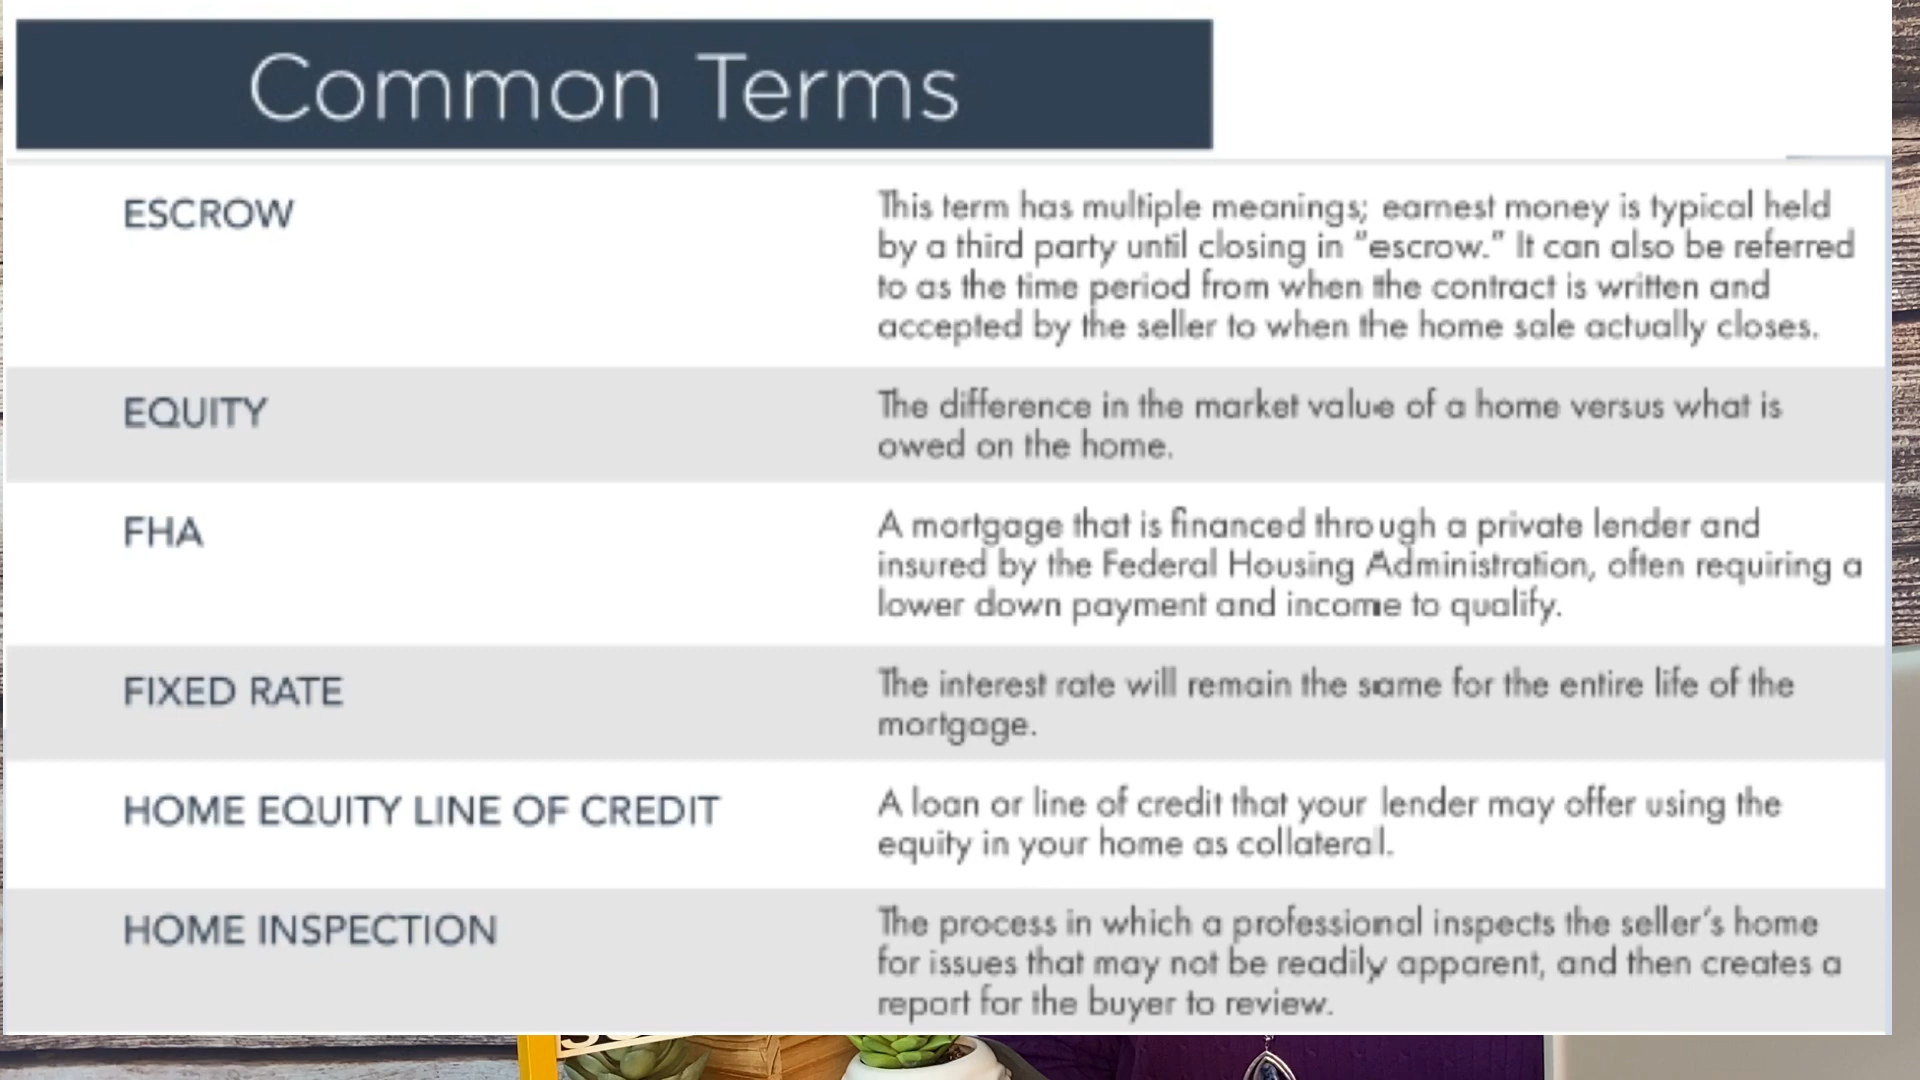 Common Terms
ESCROW
This term has multiple meanings; earnest money is typical held
by a third party until closing in “escrow.” It can also be referred
to as the time period from when the contract is written and
accepted by the seller to when the home sale actually closes.
EQUITY
The difference in the market value of a home versus what is
owed on the home.
FHA
A mortgage that is financed through a private lender and
insured by the Federal Housing Administration, often requiring a
lower down payment and income to qualify.
FIXED RATE
The interest rate will remain the same for the entire life of the
mortgage.
HOME EQUITY LINE OF CREDIT
A loan or line of credit that your lender may offer using the
equity in your home as collateral.
HOME INSPECTION
The process in which a professional inspects the seller’s home
for issues that may not be readily apparent, and then creates a
report for the buyer to review.